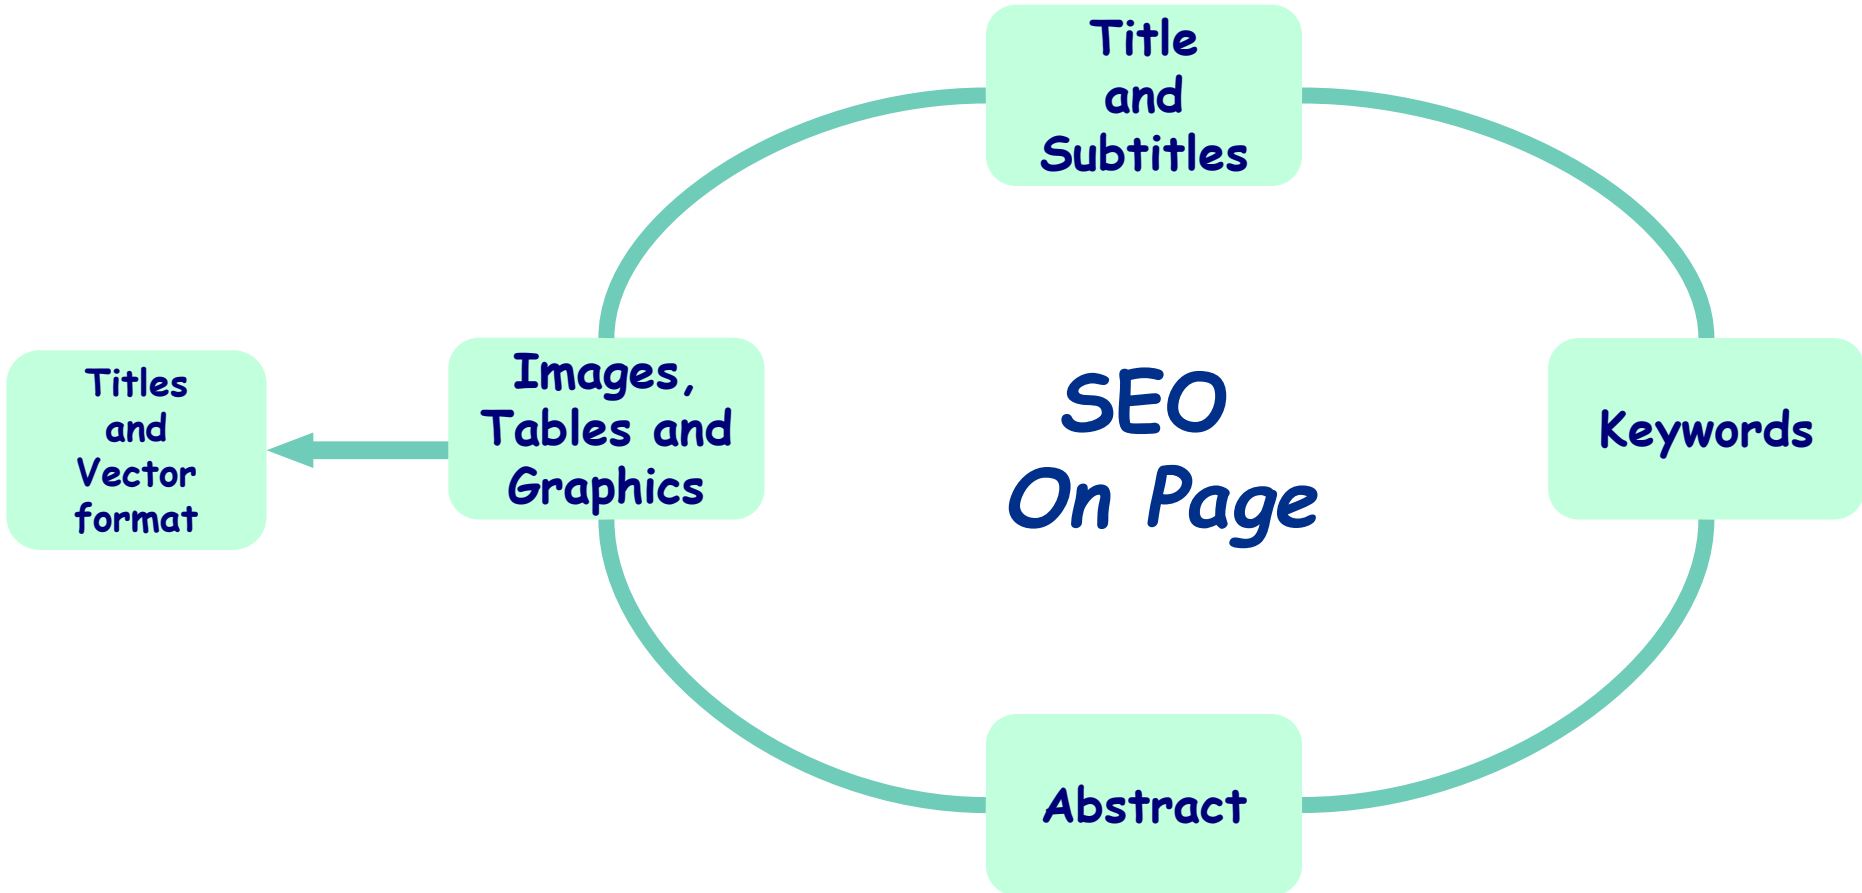 Title
and
Subtitles
Images,
Tables and
Graphics
Titles
and
Vector
format
SEO
On Page
Keywords
Abstract